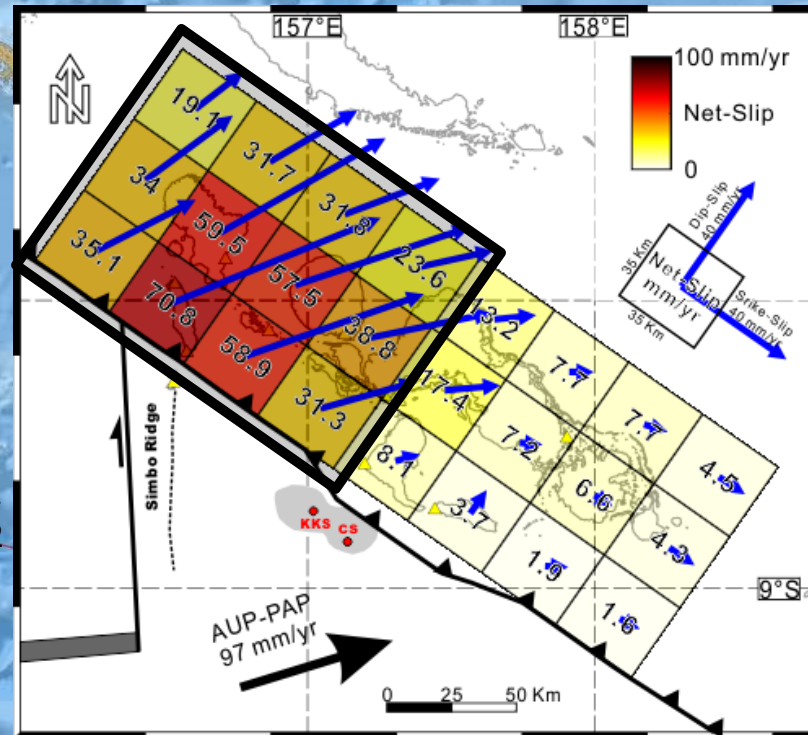 157°E
158°E
100 mm/yr
Net-Slip
0
N
19.1
31.7
31.8
23.6
34
59.5
57.5
38.8
35.1
70.8
58.9
31.3
13.2
7.7
7.7
4.5
17.4
7.2
6.6
4.3
8.1
3.7
1.9
1.6
Dip-Slip
40 mm/yr
35 Km
Net-Slip
mm/yr
Srike-Slip
40 mm/yr
35 Km
Simbo Ridge
KKS
CS
9°S
AUP-PAP
97 mm/yr
0 25 50 Km